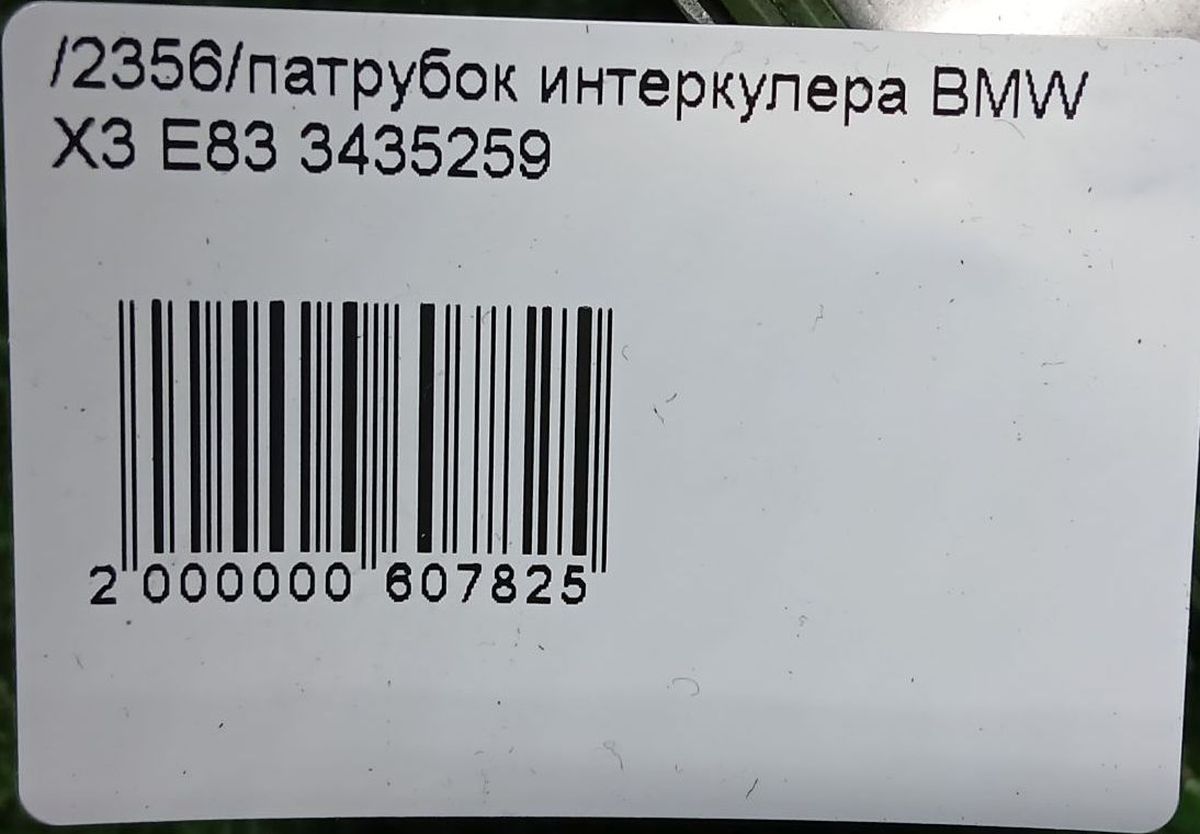 /2356/патрубок интеркулера BMW
X3 E83 3435259
2 000000 607825